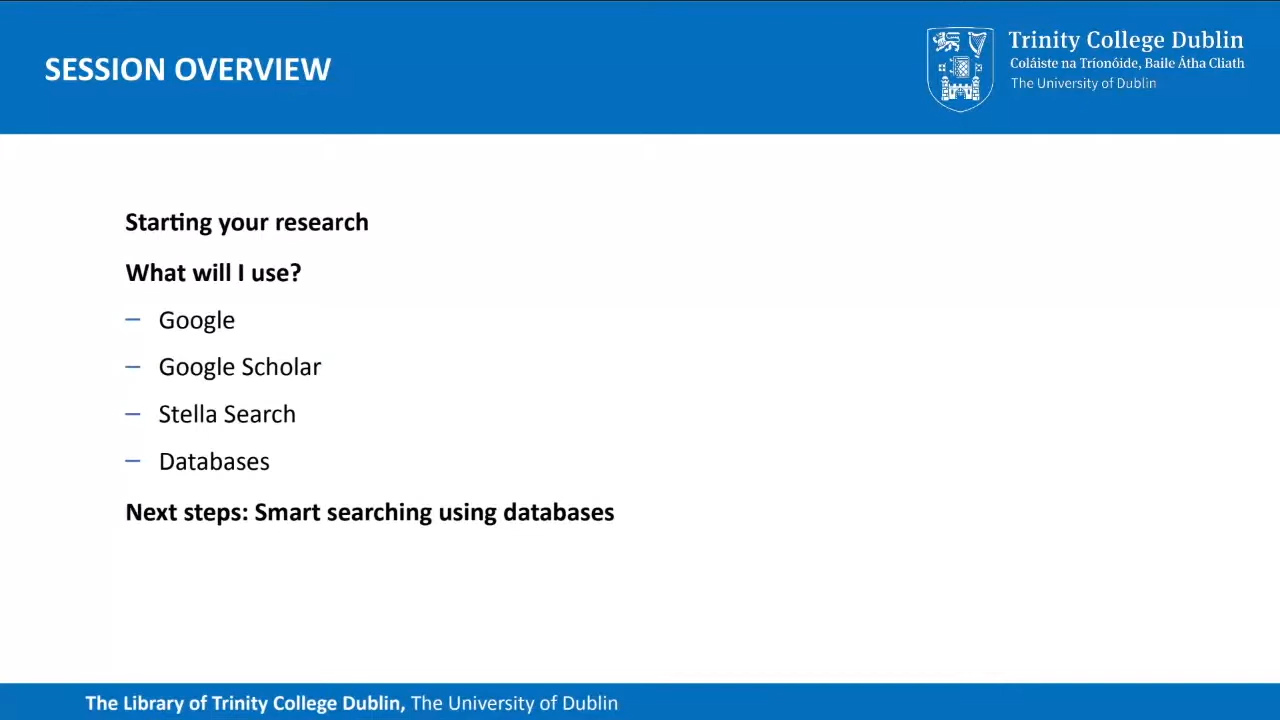 SESSION OVERVIEW
Trinity College Dublin
Coláiste na Tríonóide, Baile Átha Cliath
The University of Dublin
Starting your research
What will I use?
– Google
– Google Scholar
– Stella Search
– Databases
Next steps: Smart searching using databases
The Library of Trinity College Dublin, The University of Dublin